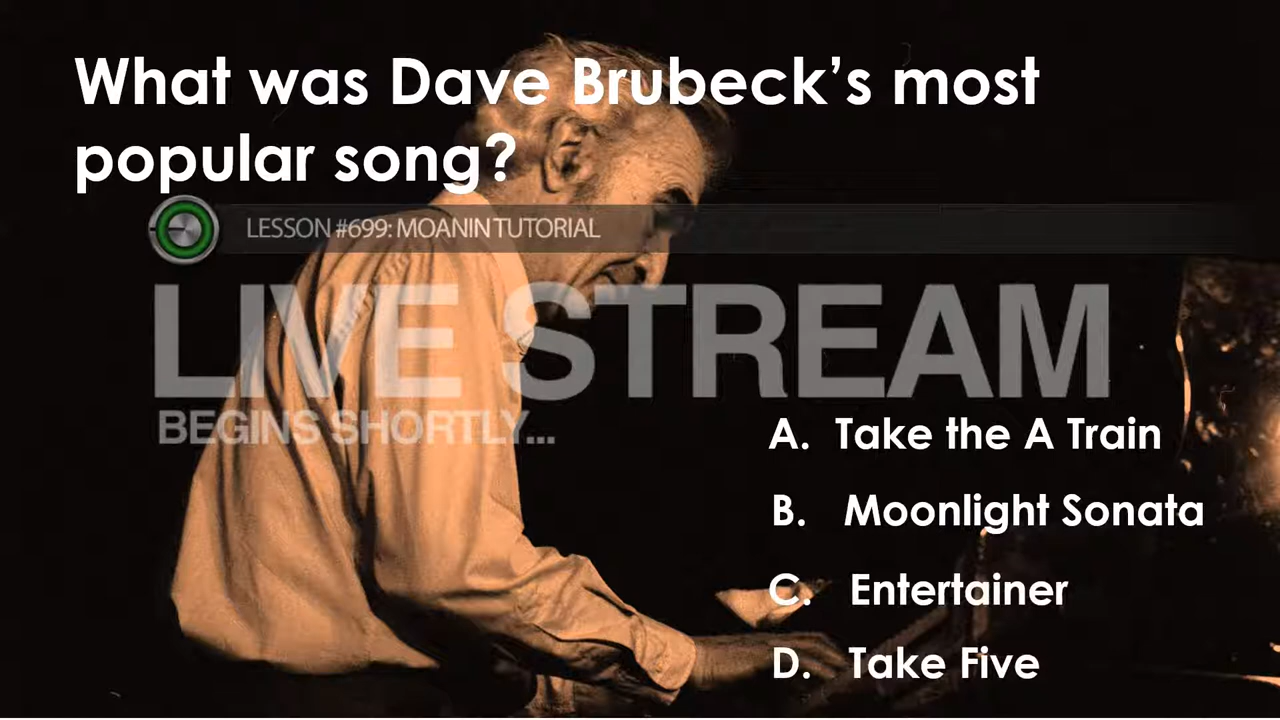 What was Dave Brubeck’s most
popular song?
LESSON #699: MOANIN TUTORIAL
LIVE STREAM
BEGINS SHORTLY...
A. Take the A Train
B. Moonlight Sonata
C. Entertainer
D. Take Five